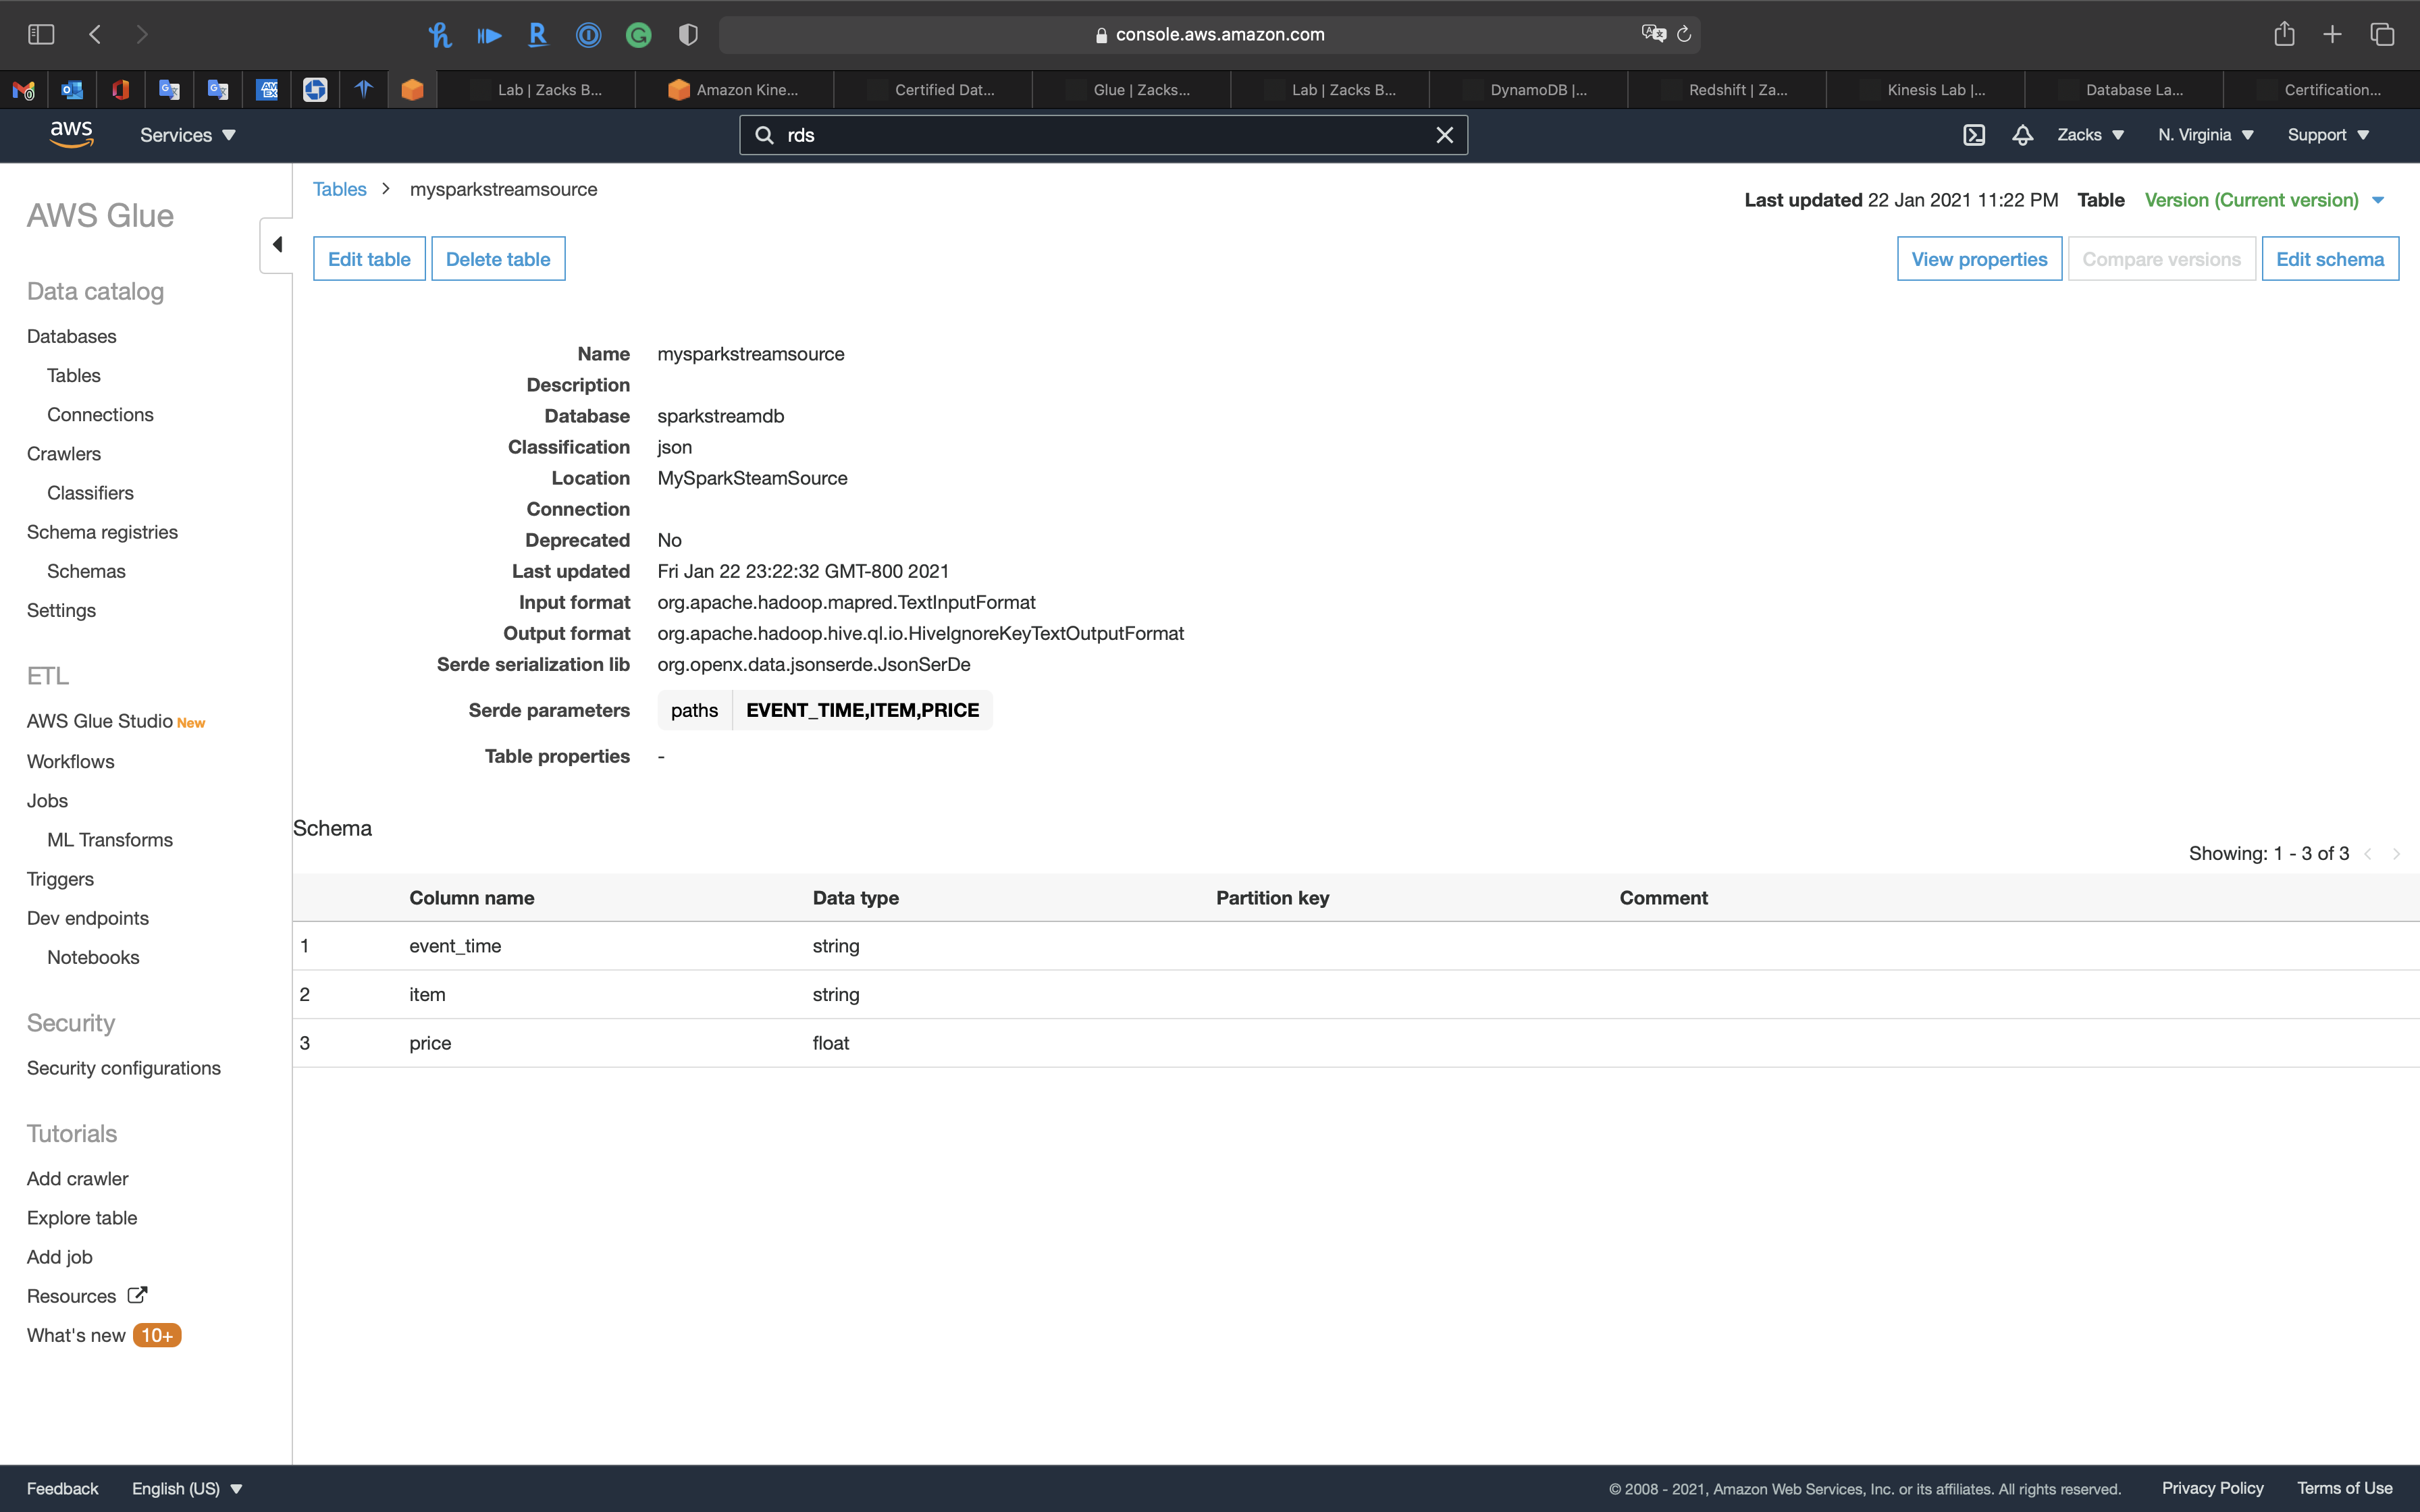 console.aws.amazon.com
Lab | Zacks B...
Amazon Kine...
Certified Dat...
Glue | Zacks...
Lab | Zacks B...
DynamoDB |...
Redshift | Za...
Kinesis Lab |...
Database La...
Certification...
aws
Services
rds
Zacks
N. Virginia
Support
AWS Glue
Data catalog
Databases
Tables
Connections
Crawlers
Classifiers
Schema registries
Schemas
Settings
ETL
AWS Glue Studio New
Workflows
Jobs
ML Transforms
Triggers
Dev endpoints
Notebooks
Security
Security configurations
Tutorials
Add crawler
Explore table
Add job
Resources
What's new 10+
Tables > mysparkstreamsource
Last updated 22 Jan 2021 11:22 PM Table Version (Current version)
Edit table Delete table
View properties Compare versions Edit schema
Name mysparkstreamsource
Description
Database sparkstreamdb
Classification json
Location MySparkSteamSource
Connection
Deprecated No
Last updated Fri Jan 22 23:22:32 GMT-800 2021
Input format org.apache.hadoop.mapred.TextInputFormat
Output format org.apache.hadoop.hive.ql.io.HiveIgnoreKeyTextOutputFormat
Serde serialization lib org.openx.data.jsonserde.JsonSerDe
Serde parameters paths EVENT_TIME,ITEM,PRICE
Table properties -
Schema
Showing: 1 - 3 of 3
Column name Data type Partition key Comment
1 event_time string
2 item string
3 price float
Feedback English (US)
© 2008 - 2021, Amazon Web Services, Inc. or its affiliates. All rights reserved. Privacy Policy Terms of Use